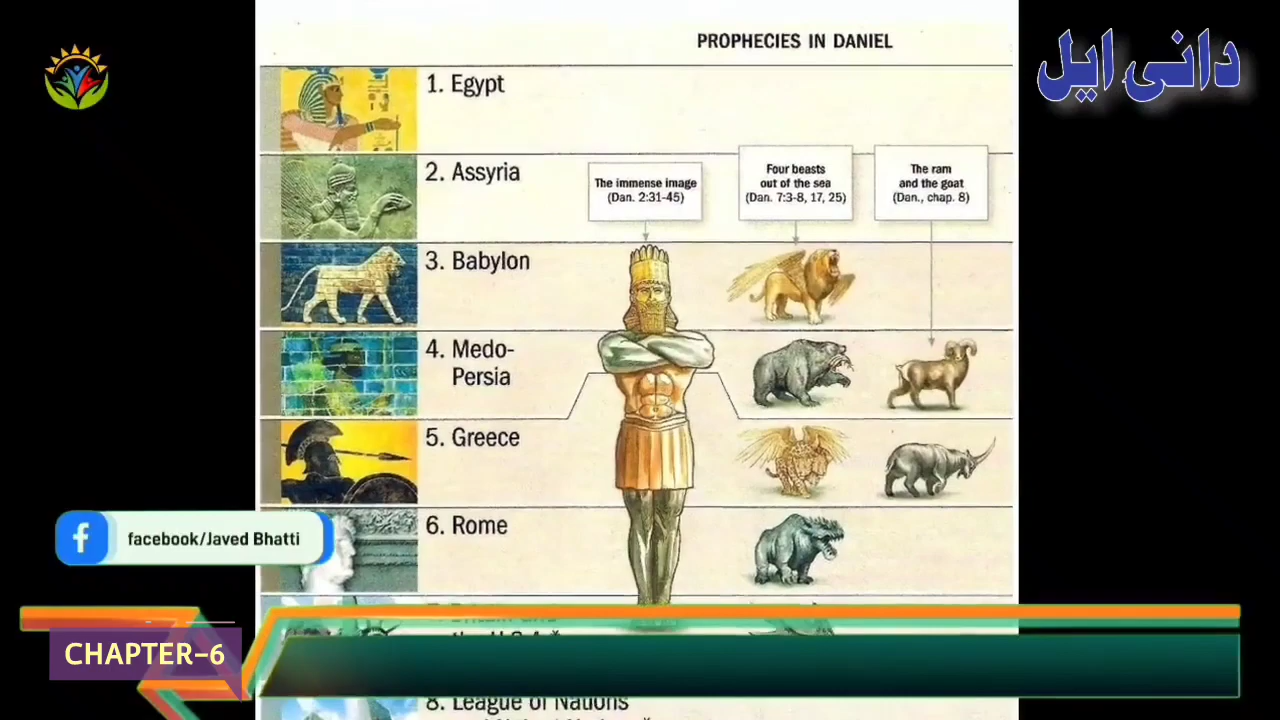 PROPHECIES IN DANIEL
دانی ایل
1. Egypt
2. Assyria
The immense image
(Dan. 2:31-45)
Four beasts
out of the sea
(Dan. 7:3-8, 17, 25)
The ram
and the goat
(Dan., chap. 8)
3. Babylon
4. Medo-
Persia
5. Greece
6. Rome
facebook/Javed Bhatti
CHAPTER-6
8. League of Nations